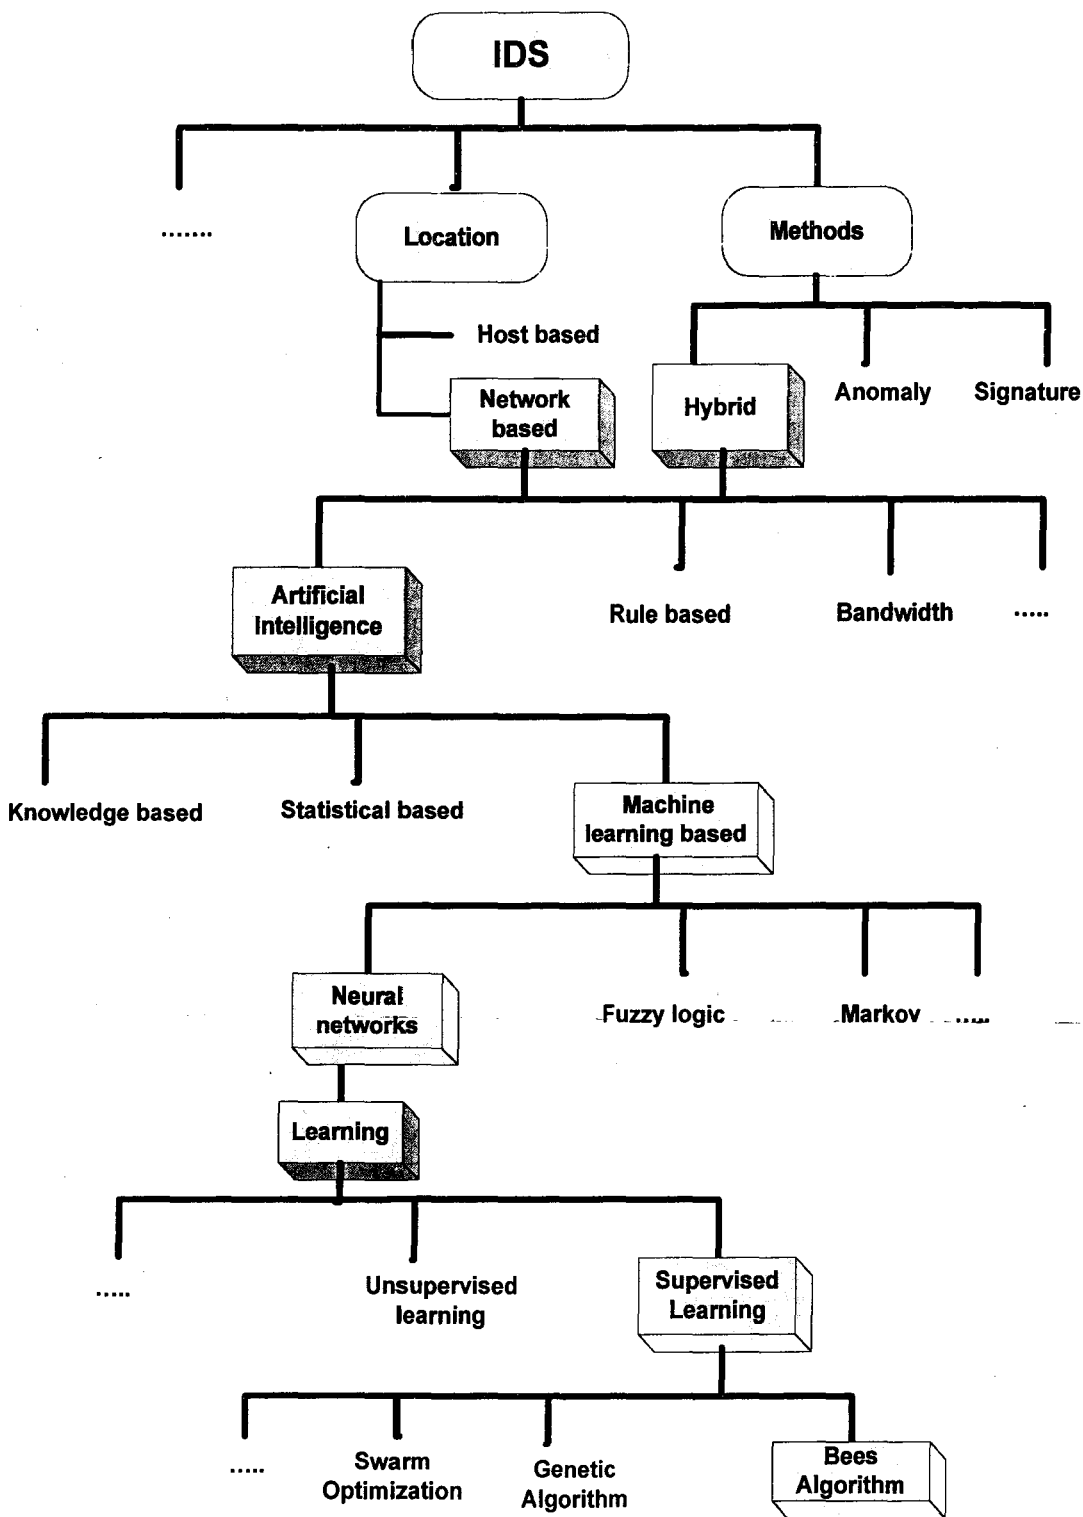 IDS
.......
Location
Methods
Host based
Network
based
Hybrid
Anomaly
Signature
Artificial
intelligence
Rule based
Bandwidth
.....
Knowledge based
Statistical based
Machine
learning based
Neural
networks
Fuzzy logic
Markov
.....
Learning
.....
Unsupervised
learning
Supervised
Learning
.....
Swarm
Optimization
Genetic
Algorithm
Bees
Algorithm